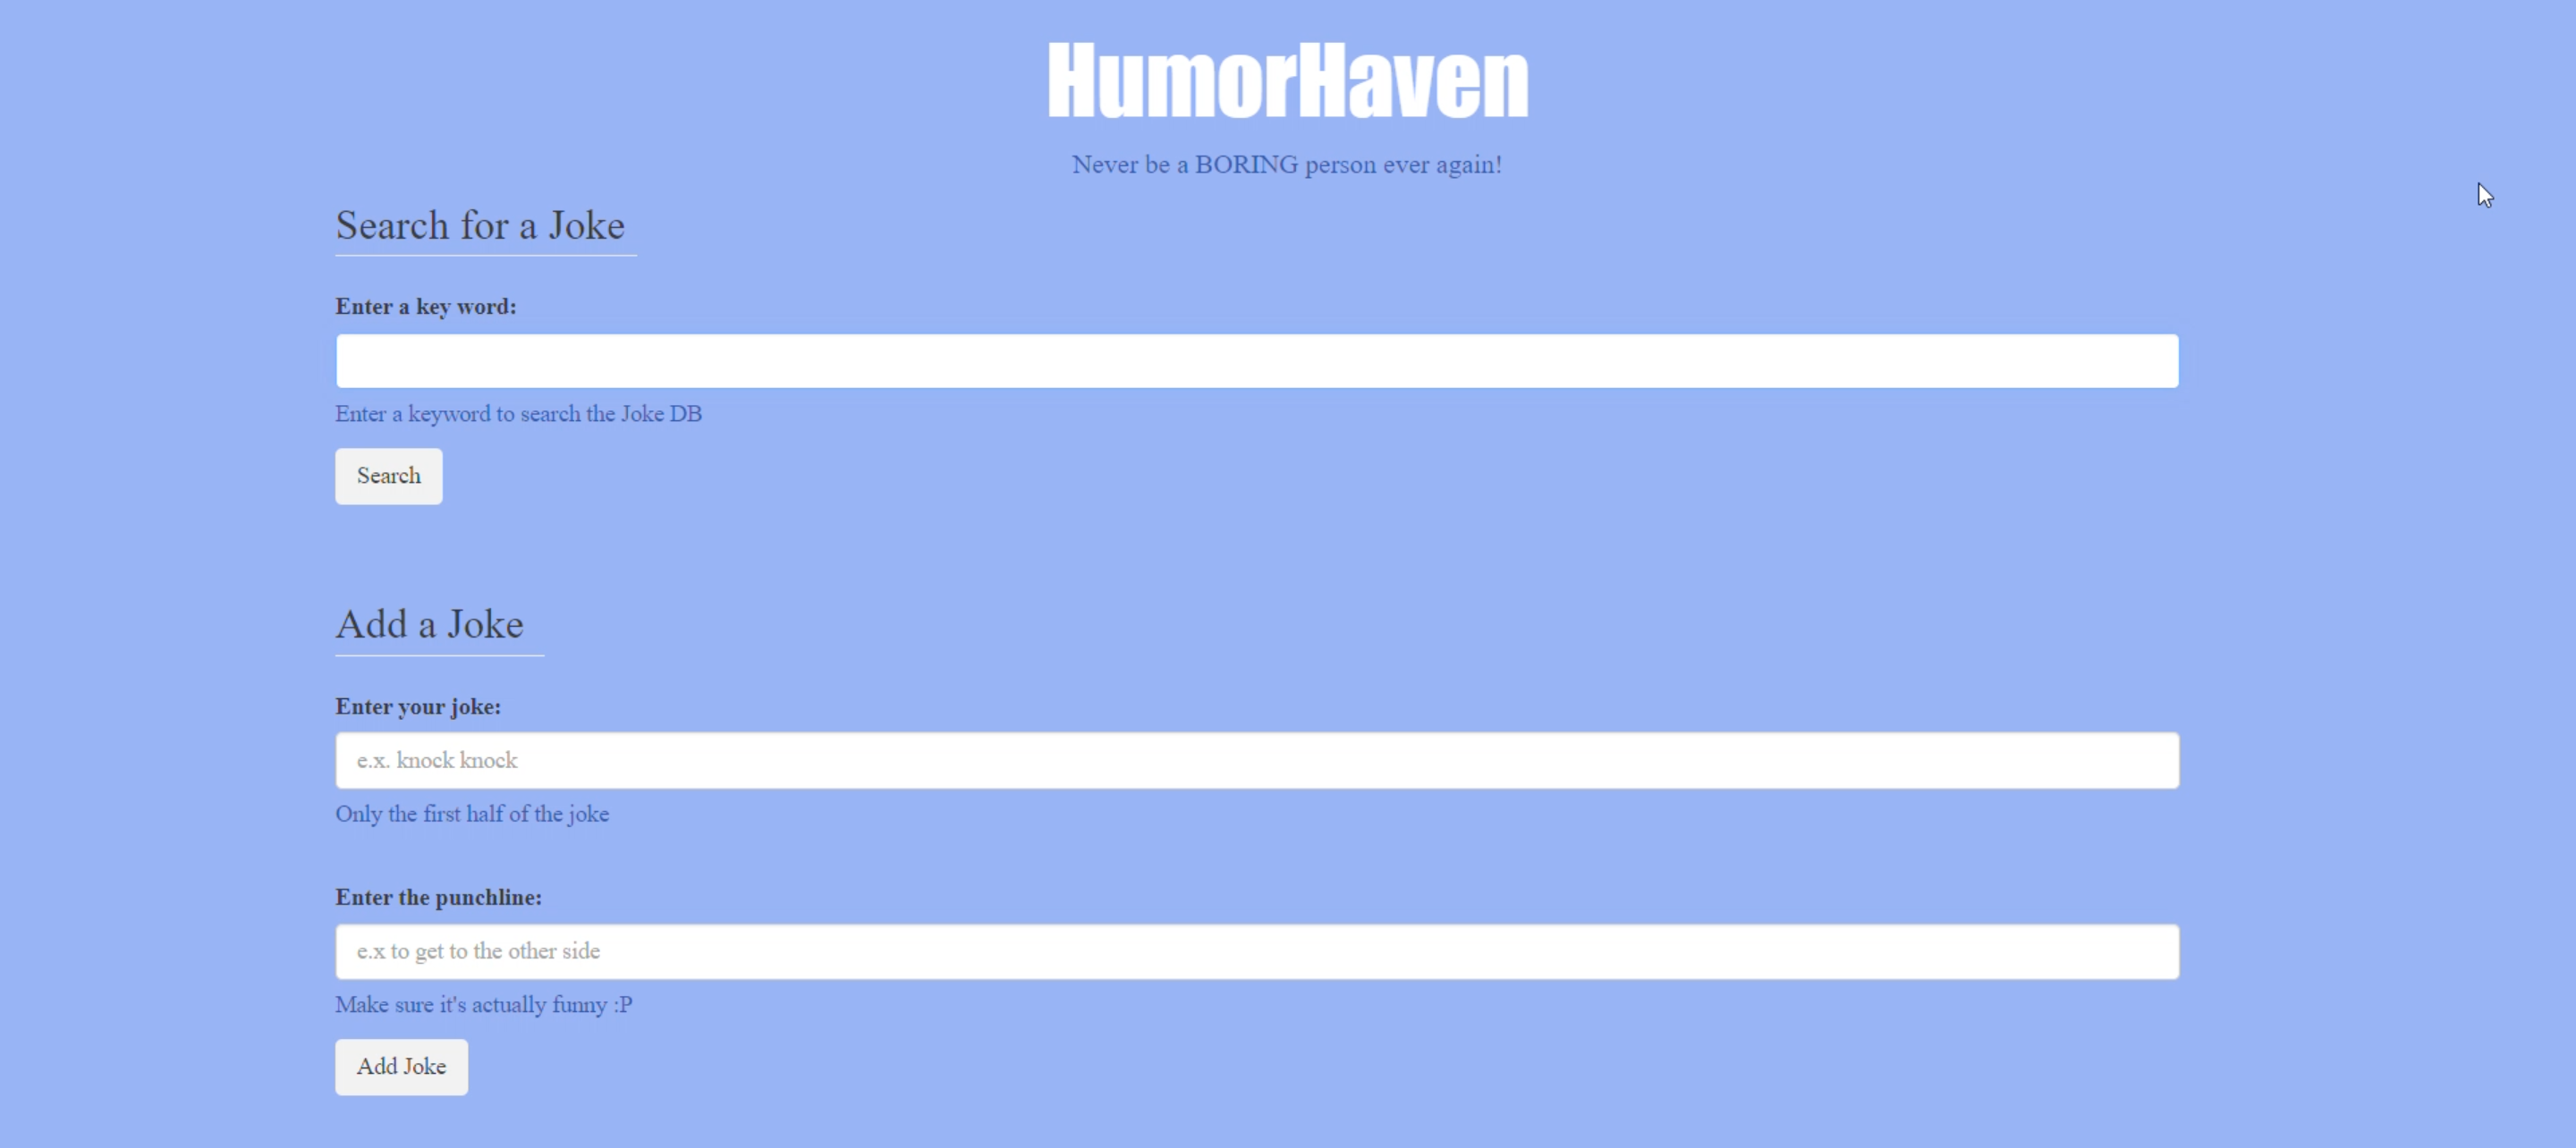 HumorHaven
Never be a BORING person ever again!
Search for a Joke
Enter a key word:
Enter a keyword to search the Joke DB
Search
Add a Joke
Enter your joke:
e.x. knock knock
Only the first half of the joke
Enter the punchline:
e.x to get to the other side
Make sure it's actually funny :P
Add Joke